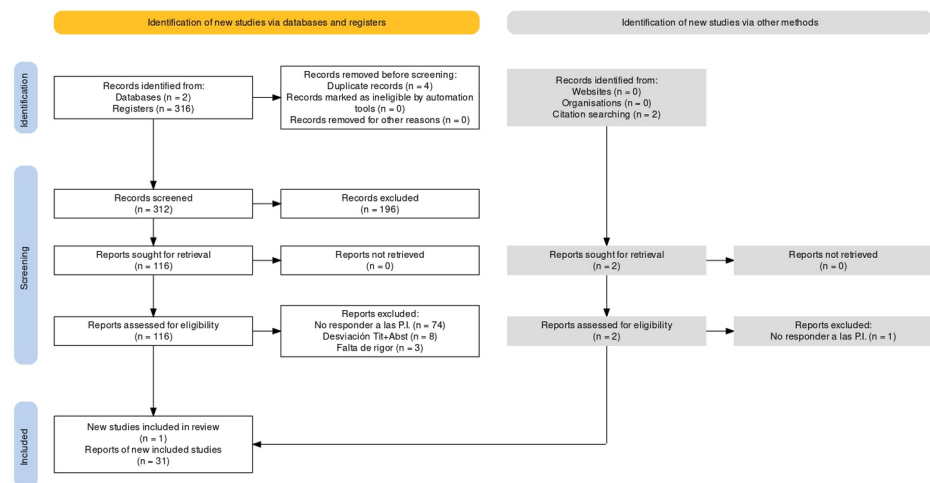 Identification of new studies via databases and registers
Identification of new studies via other methods
Identification
Records identified from:
Databases (n = 2)
Registers (n = 316)
Records removed before screening:
Duplicate records (n = 4)
Records marked as ineligible by automation
tools (n = 0)
Records removed for other reasons (n = 0)
Records identified from:
Websites (n = 0)
Organisations (n = 0)
Citation searching (n = 2)
Screening
Records screened
(n = 312)
Records excluded
(n = 196)
Reports sought for retrieval
(n = 116)
Reports not retrieved
(n = 0)
Reports sought for retrieval
(n = 2)
Reports not retrieved
(n = 0)
Reports assessed for eligibility
(n = 116)
Reports excluded:
No responder a las P.I. (n = 74)
Desviación Tit+Abst (n = 8)
Falta de rigor (n = 3)
Reports assessed for eligibility
(n = 2)
Reports excluded:
No responder a las P.I. (n = 1)
Included
New studies included in review
(n = 1)
Reports of new included studies
(n = 31)